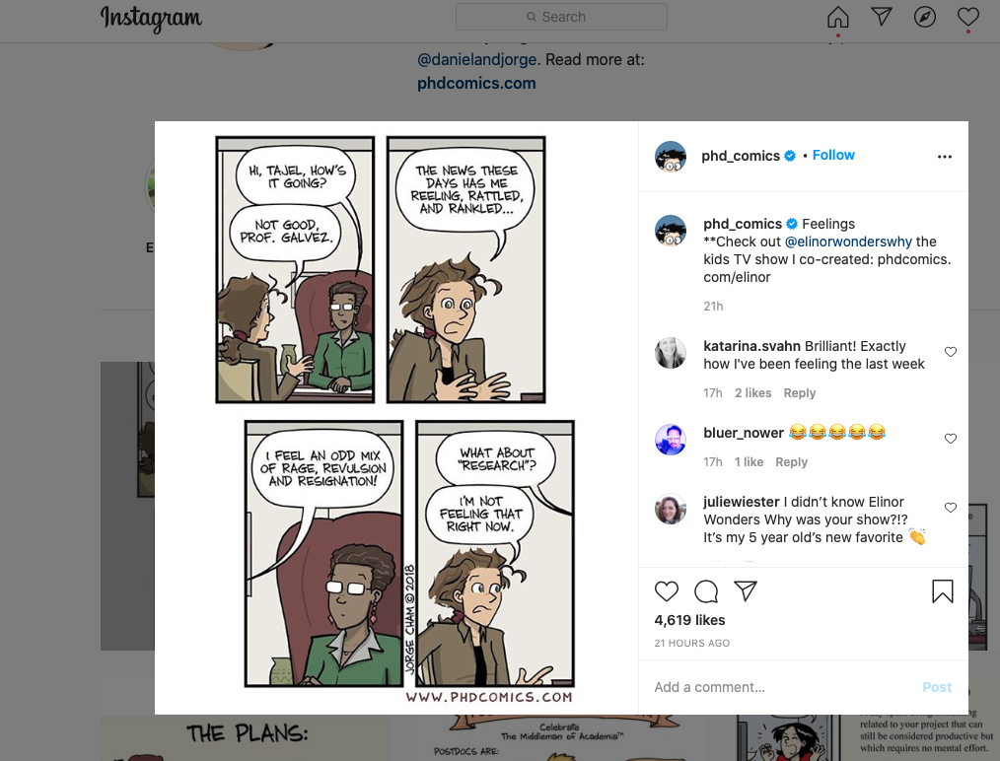 Instagram
Search
@danielandjorge. Read more at:
phdcomics.com
E
HI, TAJEL, HOW'S
IT GOING?
NOT GOOD,
PROF. GALVEZ.
THE NEWS THESE
DAYS HAS ME
REELING, RATTLED,
AND RANKLED...
I FEEL AN ODD MIX
OF RAGE, REVULSION
AND RESIGNATION!
WHAT ABOUT
"RESEARCH"?
I'M NOT
FEELING THAT
RIGHT NOW.
JORGE CHAM © 2018
WWW.PHDCOMICS.COM
phd_comics • Follow
phd_comics Feelings
**Check out @elinorwonderswhy the
kids TV show I co-created: phdcomics.
com/elinor
21h
katarina.svahn Brilliant! Exactly
how I've been feeling the last week
17h 2 likes Reply
bluer_nower 😂😂😂😂😂
17h 1 like Reply
juliewiester I didn't know Elinor
Wonders Why was your show?!?
It's my 5 year old's new favorite 👏
4,619 likes
21 HOURS AGO
Add a comment... Post
THE PLANS:
Celebrate
The Middleman of Academia™
POSTDOCS ARE:
related to your project that can
still be considered productive but
which requires no mental effort.